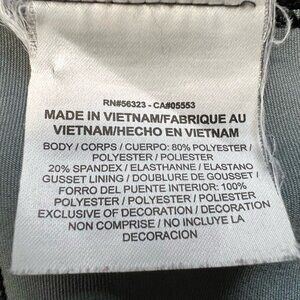 RN#56323 - CA#05553
MADE IN VIETNAM/FABRIQUE AU
VIETNAM/HECHO EN VIETNAM
BODY / CORPS / CUERPO: 80% POLYESTER /
POLYESTER / POLIESTER
20% SPANDEX / ELASTHANNE / ELASTANO
GUSSET LINING / DOUBLURE DE GOUSSET /
FORRO DEL PUENTE INTERIOR: 100%
POLYESTER / POLYESTER / POLIESTER
EXCLUSIVE OF DECORATION / DECORATION
NON COMPRISE / NO INCLUYE LA
DECORACION